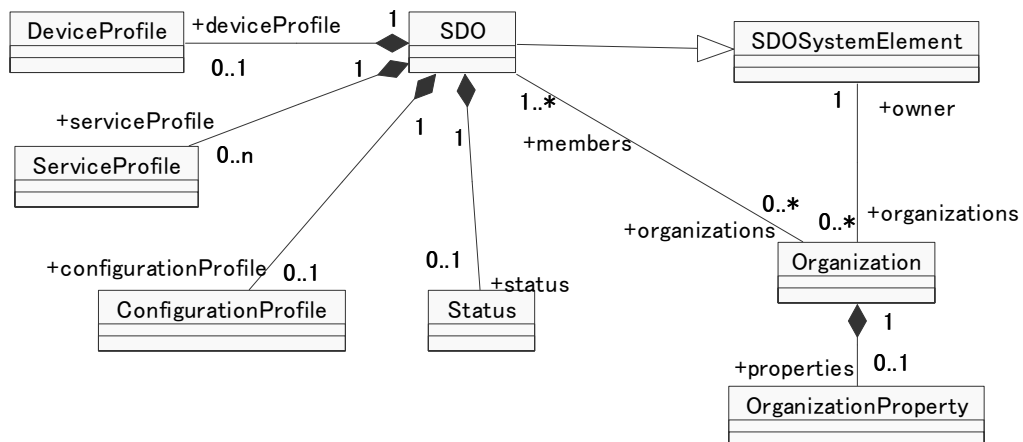 DeviceProfile
+deviceProfile
1
SDO
SDOSystemElement
0..1
1
1..*
1
+owner
+serviceProfile
1
1
+members
0..n
ServiceProfile
0..*
0..*
+organizations
+organizations
+configurationProfile
0..1
0..1
+status
Organization
ConfigurationProfile
Status
1
+properties
0..1
OrganizationProperty